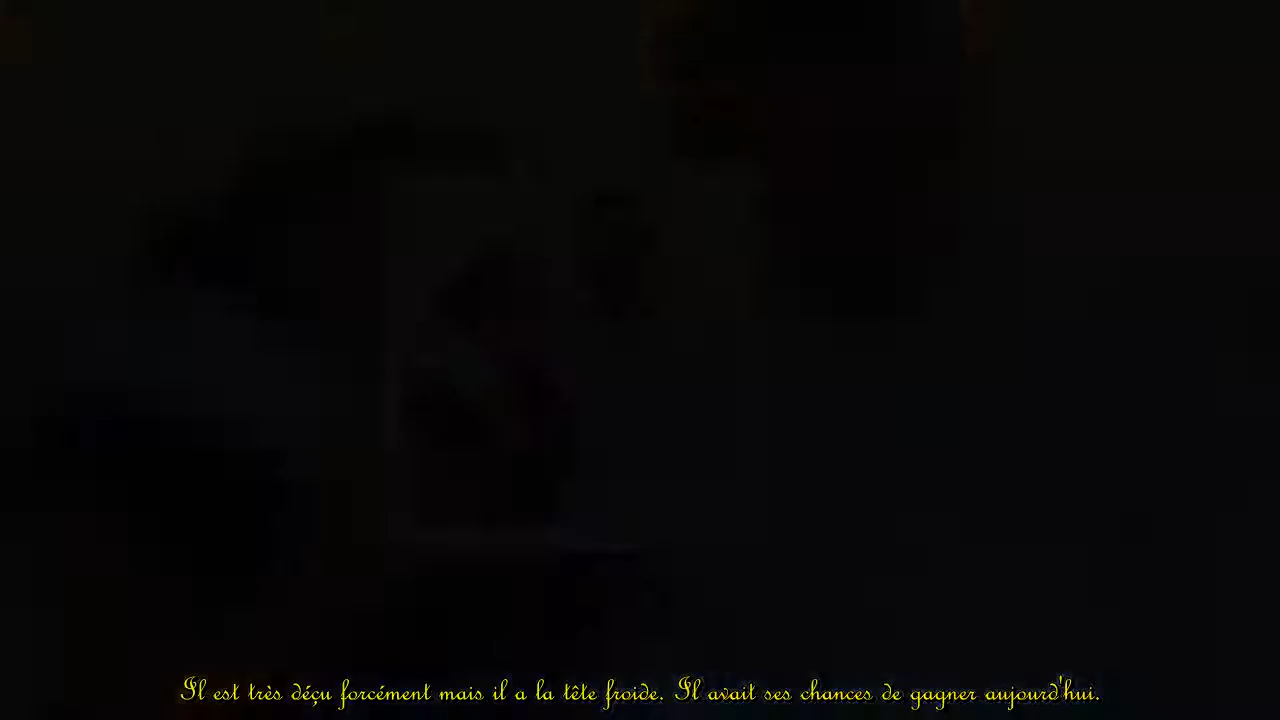 Il est très déçu forcément mais il a la tête froide. Il avait ses chances de gagner aujourd'hui.